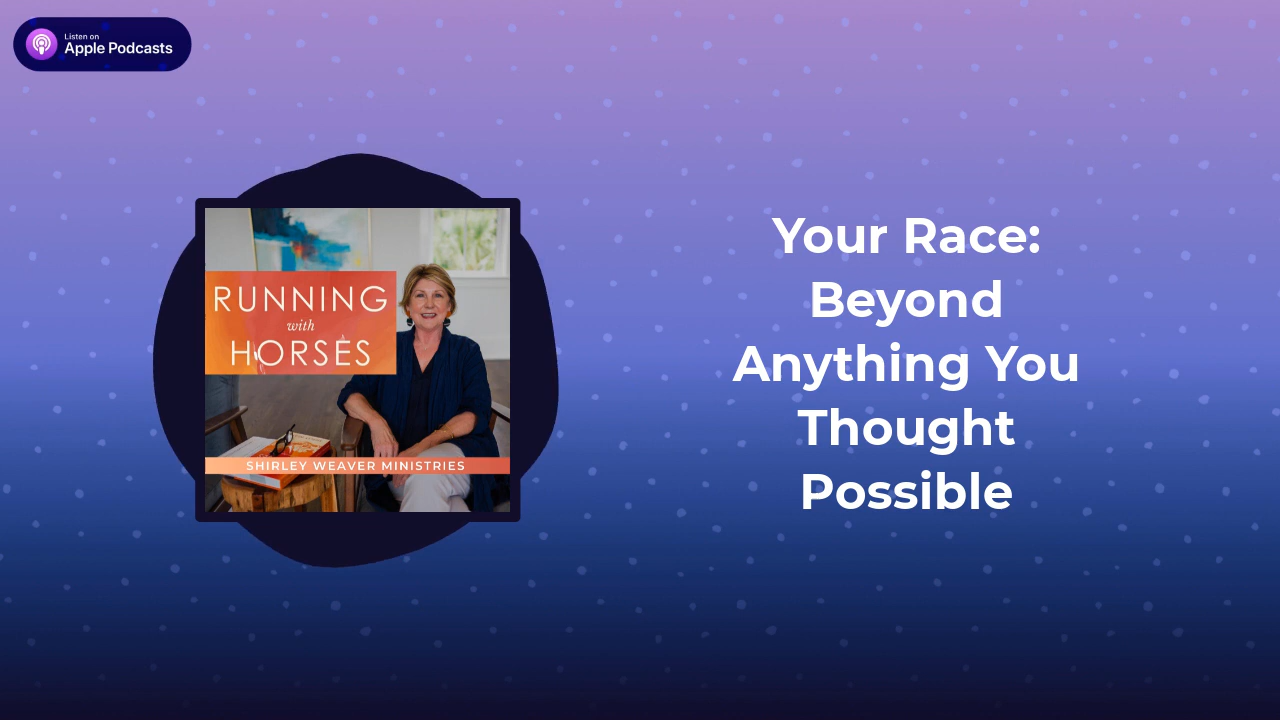 Listen on
Apple Podcasts
RUNNING
with
HORSES
SHIRLEY WEAVER MINISTRIES
Your Race:
Beyond
Anything You
Thought
Possible